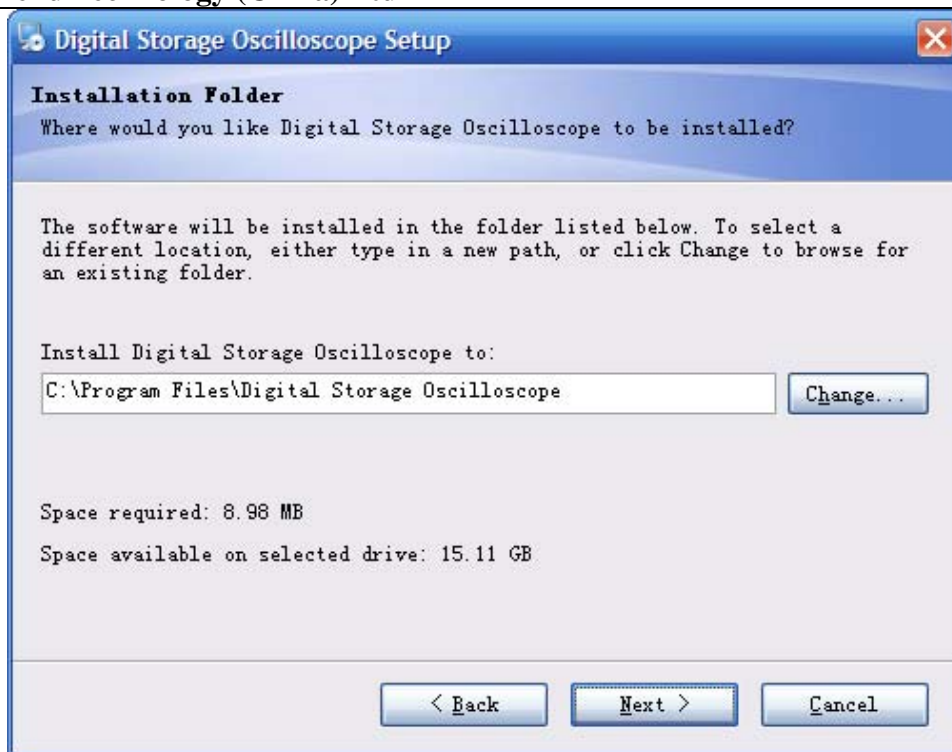 Digital Storage Oscilloscope Setup
Installation Folder
Where would you like Digital Storage Oscilloscope to be installed?
The software will be installed in the folder listed below. To select a
different location, either type in a new path, or click Change to browse for
an existing folder.
Install Digital Storage Oscilloscope to:
C:\Program Files\Digital Storage Oscilloscope
Change...
Space required: 8.98 MB
Space available on selected drive: 15.11 GB
< Back
Next >
Cancel